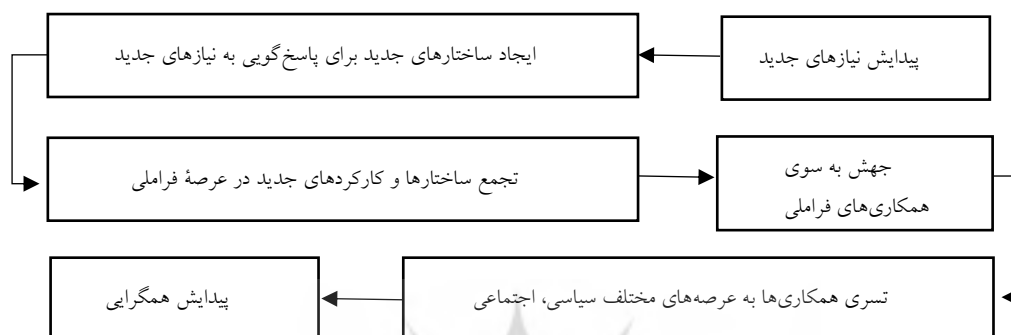 پیدایش نیازهای جدید
ایجاد ساختارهای جدید برای پاسخ‌گویی به نیازهای جدید
تجمع ساختارها و کارکردهای جدید در عرصهٔ فراملی
جهش به سوی
همکاری‌های فراملی
تسری همکاری‌ها به عرصه‌های مختلف سیاسی، اجتماعی
پیدایش همگرایی